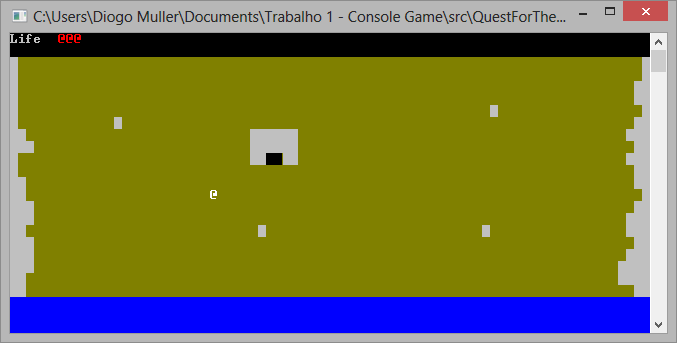 C:\Users\Diogo Muller\Documents\Trabalho 1 - Console Game\src\QuestForThe...
Life @@@
@